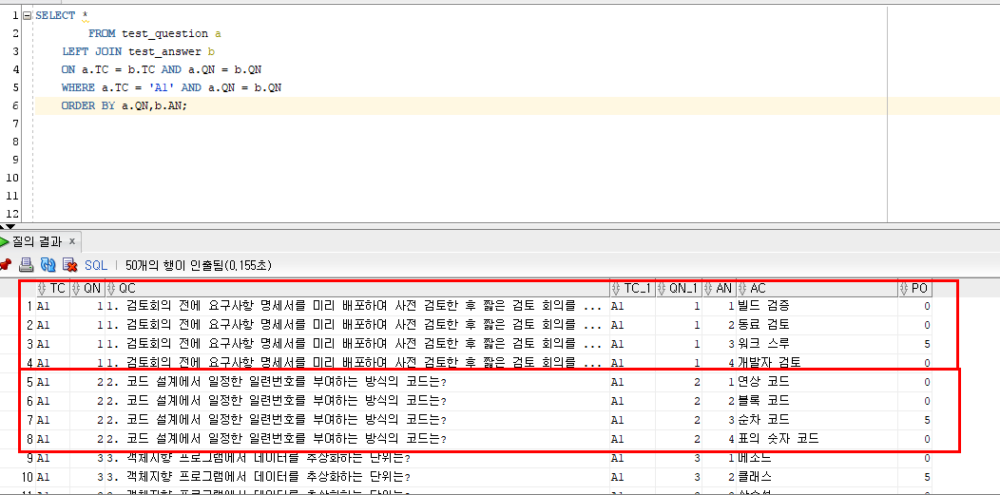 1 SELECT *
2 FROM test_question a
3 LEFT JOIN test_answer b
4 ON a.TC = b.TC AND a.QN = b.QN
5 WHERE a.TC = 'A1' AND a.QN = b.QN
6 ORDER BY a.QN,b.AN;
7
8
9
10
11
12
질의 결과 x
SQL | 50개의 행이 인출됨(0,155초)
TC QN QC TC_1 QN_1 AN AC PO
1 A1 1 1. 검토회의 전에 요구사항 명세서를 미리 배포하여 사전 검토한 후 짧은 검토 회의를 ... A1 1 1 빌드 검증 0
2 A1 1 1. 검토회의 전에 요구사항 명세서를 미리 배포하여 사전 검토한 후 짧은 검토 회의를 ... A1 1 2 동료 검토 0
3 A1 1 1. 검토회의 전에 요구사항 명세서를 미리 배포하여 사전 검토한 후 짧은 검토 회의를 ... A1 1 3 워크 스루 5
4 A1 1 1. 검토회의 전에 요구사항 명세서를 미리 배포하여 사전 검토한 후 짧은 검토 회의를 ... A1 1 4 개발자 검토 0
5 A1 2 2. 코드 설계에서 일정한 일련번호를 부여하는 방식의 코드는? A1 2 1 연상 코드 0
6 A1 2 2. 코드 설계에서 일정한 일련번호를 부여하는 방식의 코드는? A1 2 2 블록 코드 0
7 A1 2 2. 코드 설계에서 일정한 일련번호를 부여하는 방식의 코드는? A1 2 3 순차 코드 5
8 A1 2 2. 코드 설계에서 일정한 일련번호를 부여하는 방식의 코드는? A1 2 4 표의 숫자 코드 0
9 A1 3 3. 객체지향 프로그램에서 데이터를 추상화하는 단위는? A1 3 1 메소드 0
10 A1 3 3. 객체지향 프로그램에서 데이터를 추상화하는 단위는? A1 3 2 클래스 5